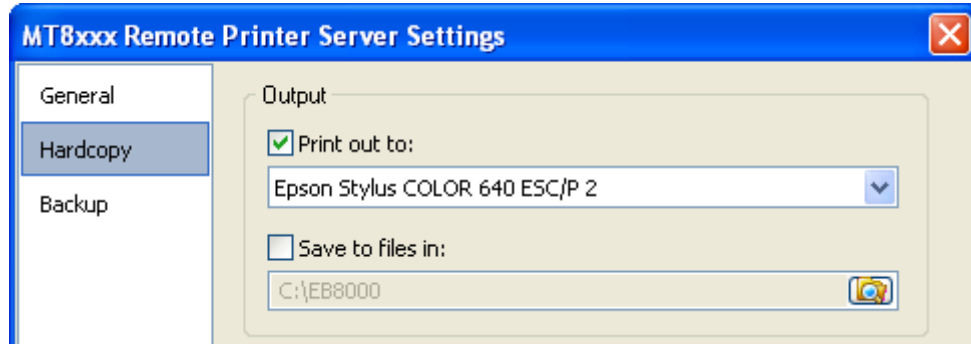 MT8xxx Remote Printer Server Settings
General
Hardcopy
Backup
Output
Print out to:
Epson Stylus COLOR 640 ESC/P 2
Save to files in:
C:\EB8000